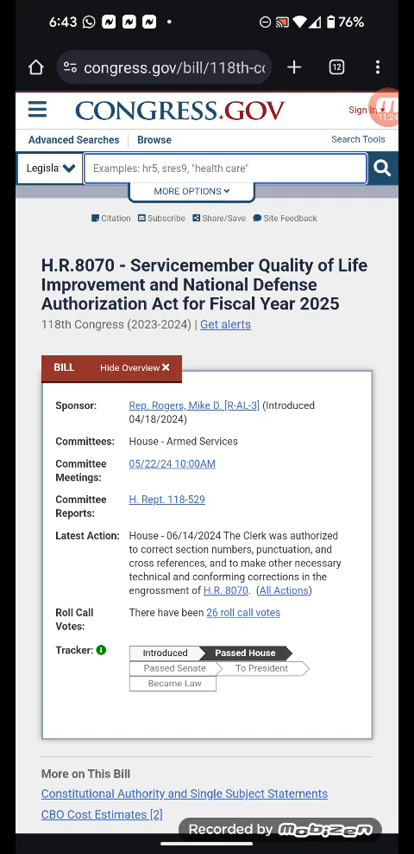 6:43 76%
congress.gov/bill/118th-cc 12
CONGRESS.GOV Sign In
11:24
Advanced Searches Browse Search Tools
Legisla Examples: hr5, sres9, "health care"
MORE OPTIONS
Citation Subscribe Share/Save Site Feedback
H.R.8070 - Servicemember Quality of Life
Improvement and National Defense
Authorization Act for Fiscal Year 2025
118th Congress (2023-2024) | Get alerts
BILL Hide Overview X
Sponsor: Rep. Rogers, Mike D. [R-AL-3] (Introduced
04/18/2024)
Committees: House - Armed Services
Committee Meetings: 05/22/24 10:00AM
Committee Reports: H. Rept. 118-529
Latest Action: House - 06/14/2024 The Clerk was authorized
to correct section numbers, punctuation, and
cross references, and to make other necessary
technical and conforming corrections in the
engrossment of H.R. 8070. (All Actions)
Roll Call Votes: There have been 26 roll call votes
Tracker: Introduced Passed House
Passed Senate To President
Became Law
More on This Bill
Constitutional Authority and Single Subject Statements
CBO Cost Estimates [2]
Recorded by mobizen